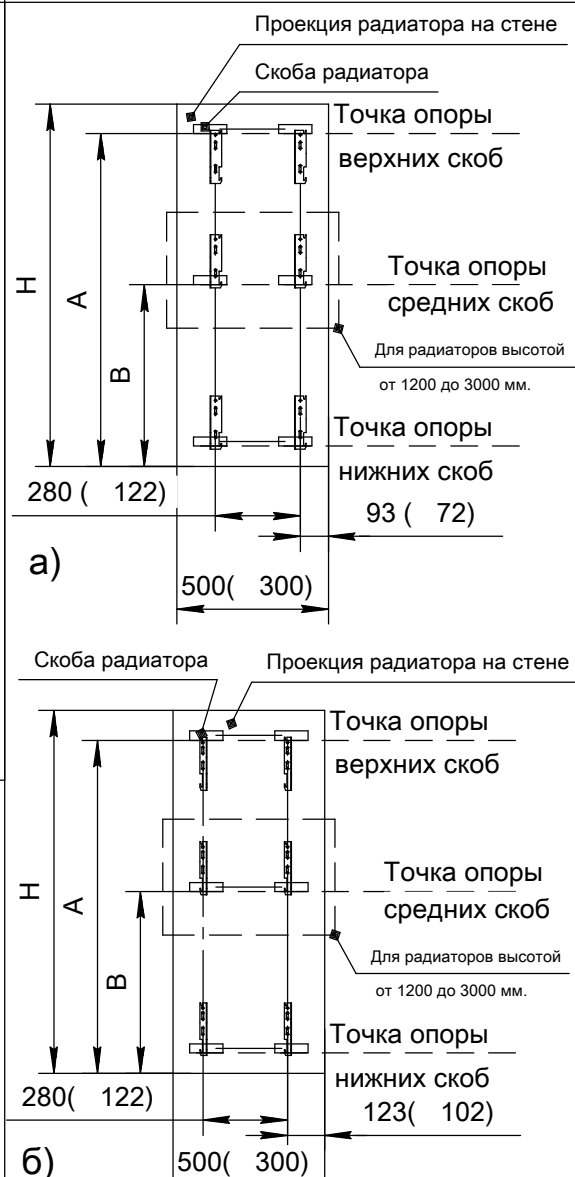 Проекция радиатора на стене
Скоба радиатора
Точка опоры
верхних скоб
H
A
Точка опоры
средних скоб
B
Для радиаторов высотой
от 1200 до 3000 мм.
Точка опоры
нижних скоб
280 ( 122)
93 ( 72)
а)
500( 300)
Скоба радиатора
Проекция радиатора на стене
Точка опоры
верхних скоб
H
A
Точка опоры
средних скоб
B
Для радиаторов высотой
от 1200 до 3000 мм.
Точка опоры
нижних скоб
280( 122)
123( 102)
б)
500( 300)